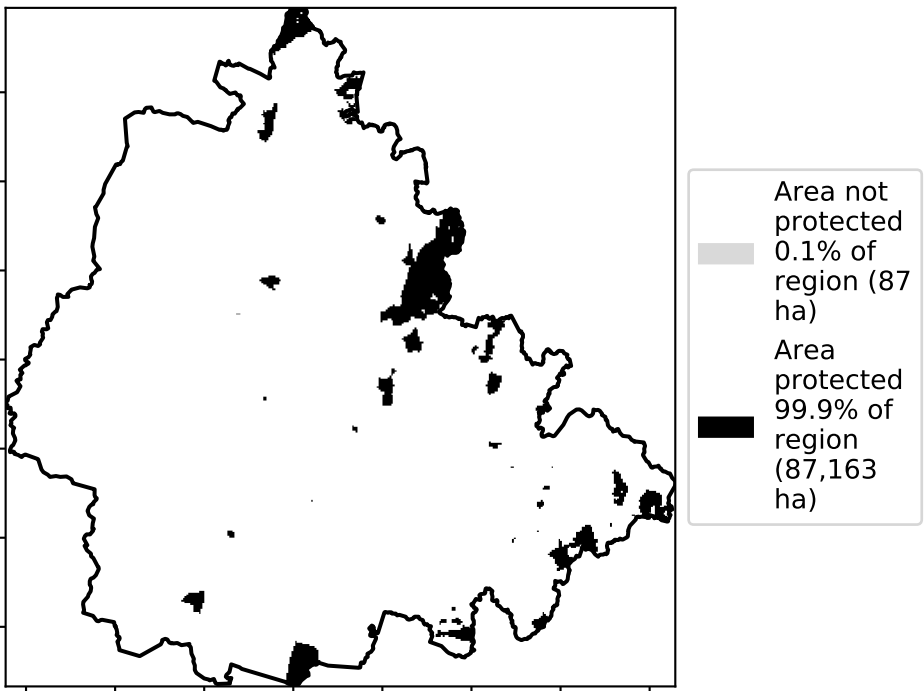 Area not
protected
0.1% of
region (87
ha)
Area
protected
99.9% of
region
(87,163
ha)